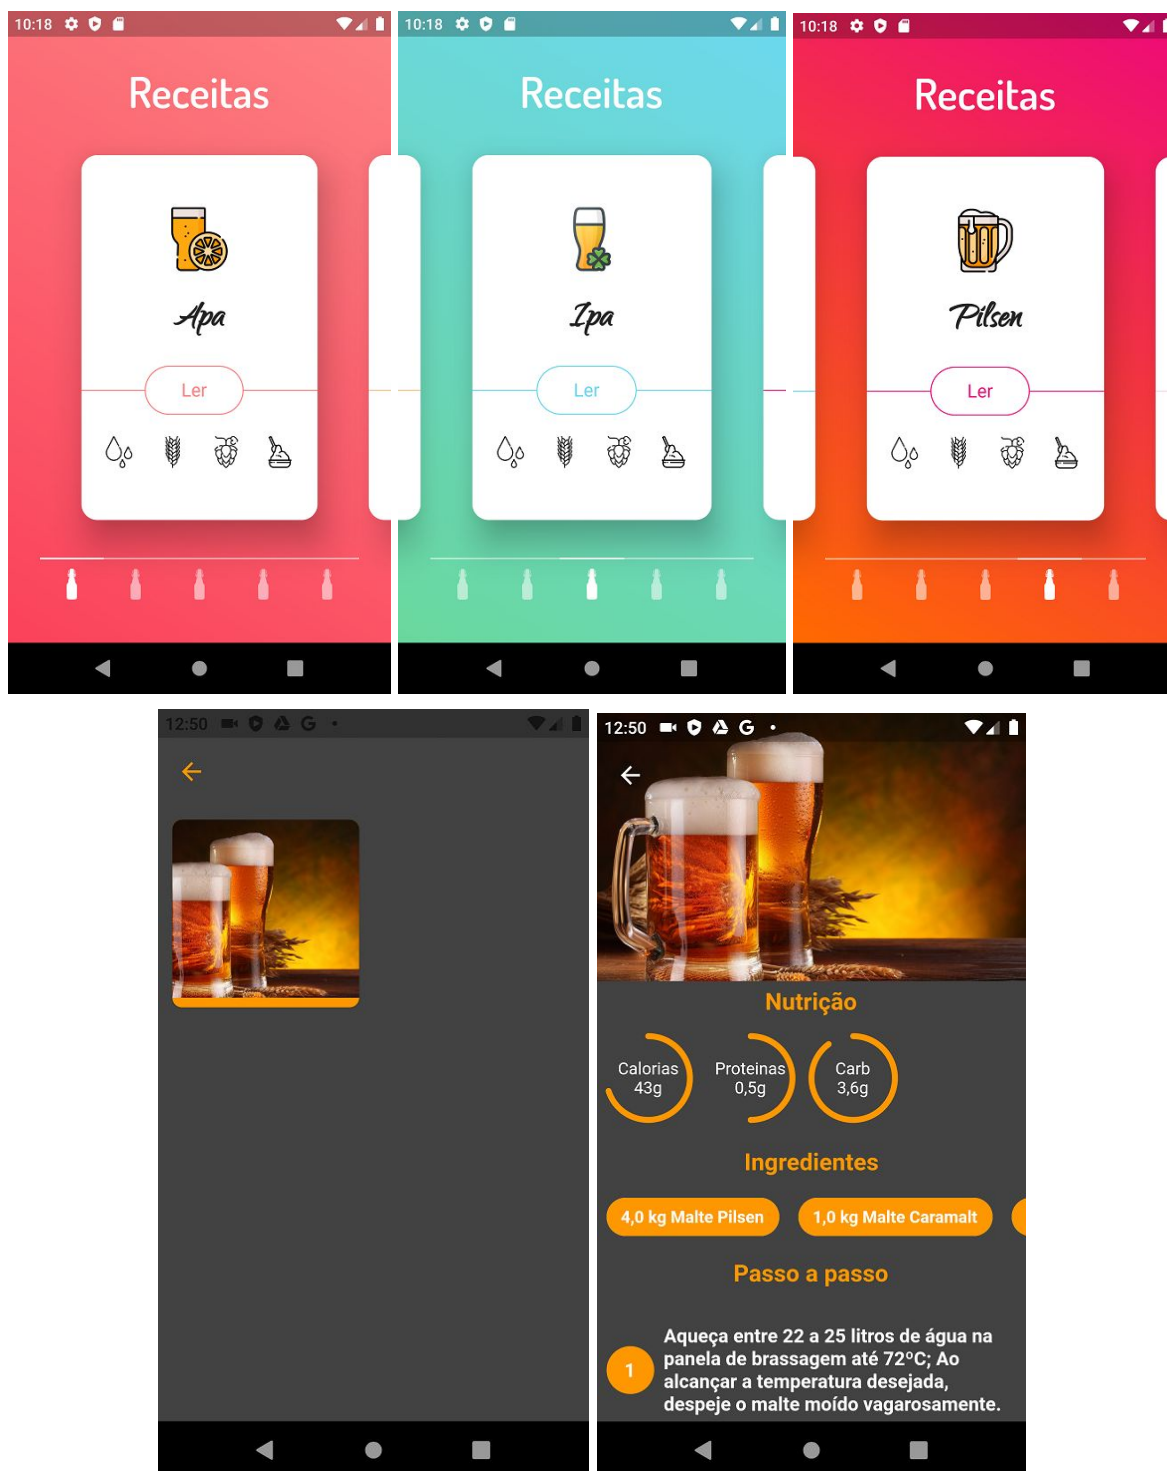 10:18
Receitas
Apa
Ler
10:18
Receitas
Ipa
Ler
10:18
Receitas
Pilsen
Ler
12:50 G
12:50 G
Nutrição
Calorias
43g
Proteinas
0,5g
Carb
3,6g
Ingredientes
4,0 kg Malte Pilsen
1,0 kg Malte Caramalt
Passo a passo
1
Aqueça entre 22 a 25 litros de água na
panela de brassagem até 72ºC; Ao
alcançar a temperatura desejada,
despeje o malte moído vagarosamente.